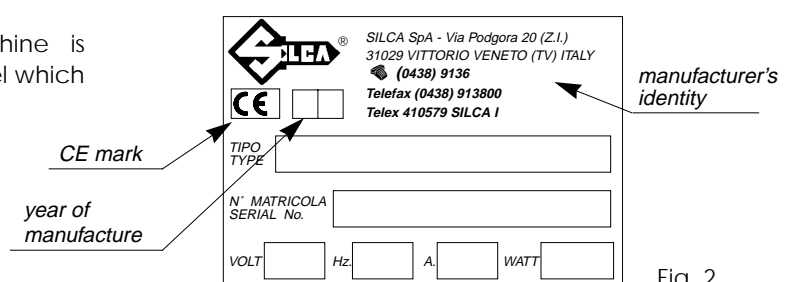 hine is
el which
SILCA ®
SILCA SpA - Via Podgora 20 (Z.I.)
31029 VITTORIO VENETO (TV) ITALY
(0438) 9136
Telefax (0438) 913800
Telex 410579 SILCA I
manufacturer's
identity
CE
CE mark
year of
manufacture
TIPO
TYPE
N° MATRICOLA
SERIAL No.
VOLT Hz. A. WATT
Fig. 2